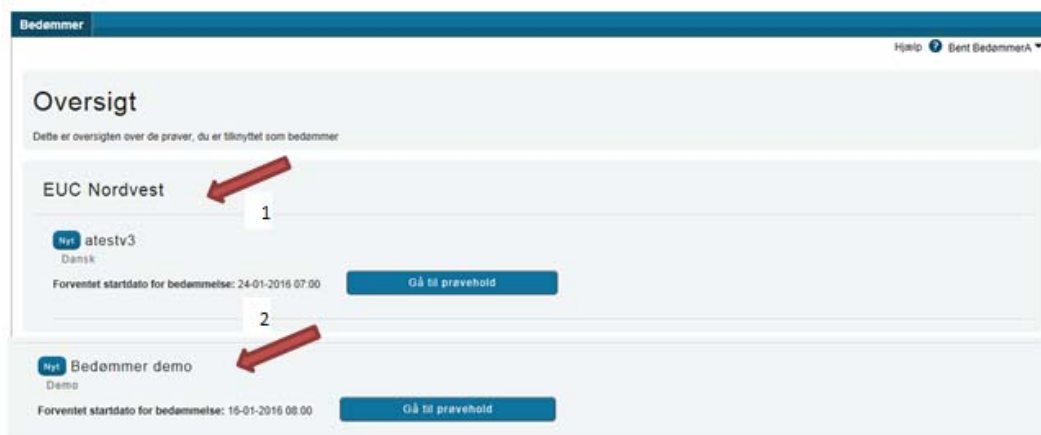 Bedømmer
Hjælp ? Bent BedømmerA
Oversigt
Dette er oversigten over de prøver, du er tilknyttet som bedømmer
EUC Nordvest
1
Nyt atestv3
Dansk
Forventet startdato for bedømmelse: 24-01-2016 07:00 Gå til prøvehold
2
Nyt Bedømmer demo
Demo
Forventet startdato for bedømmelse: 16-01-2016 08:00 Gå til prøvehold